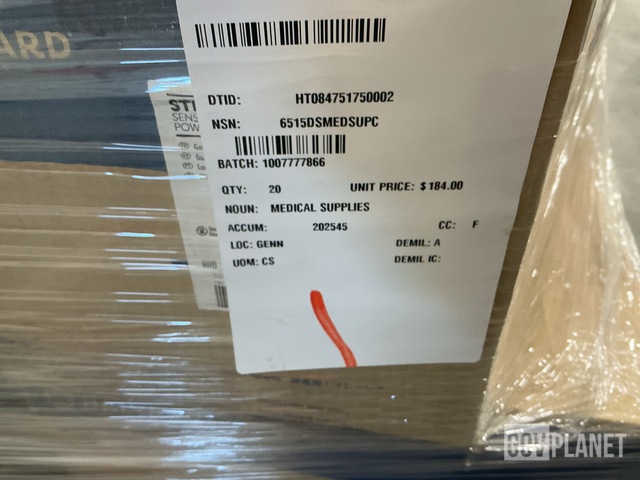 ARD
DTID: HT084751750002
NSN: 6515DSMEDSUPC
BATCH: 1007777866
QTY: 20 UNIT PRICE: $184.00
NOUN: MEDICAL SUPPLIES
ACCUM: 202545 CC: F
LOC: GENN DEMIL: A
UOM: CS DEMIL IC:
SENS
POW
GOVPLANET